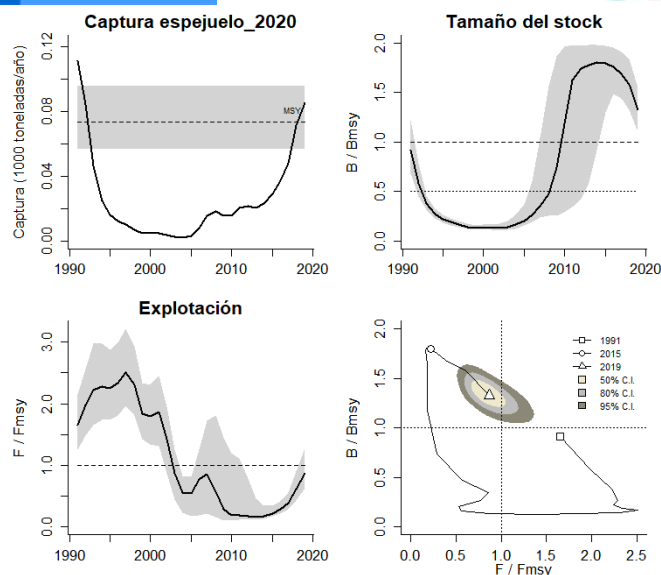 Captura espejuelo_2020
Captura (1000 toneladas/año)
0.00 0.04 0.08 0.12
MSY
1990 2000 2010 2020
Tamaño del stock
B / Bmsy
0.0 0.5 1.0 1.5 2.0
1990 2000 2010 2020
Explotación
F / Fmsy
0.0 1.0 2.0 3.0
1990 2000 2010 2020
B / Bmsy
0.0 0.5 1.0 1.5 2.0
1991
2015
2019
50% C.I.
80% C.I.
95% C.I.
0.0 0.5 1.0 1.5 2.0 2.5
F / Fmsy